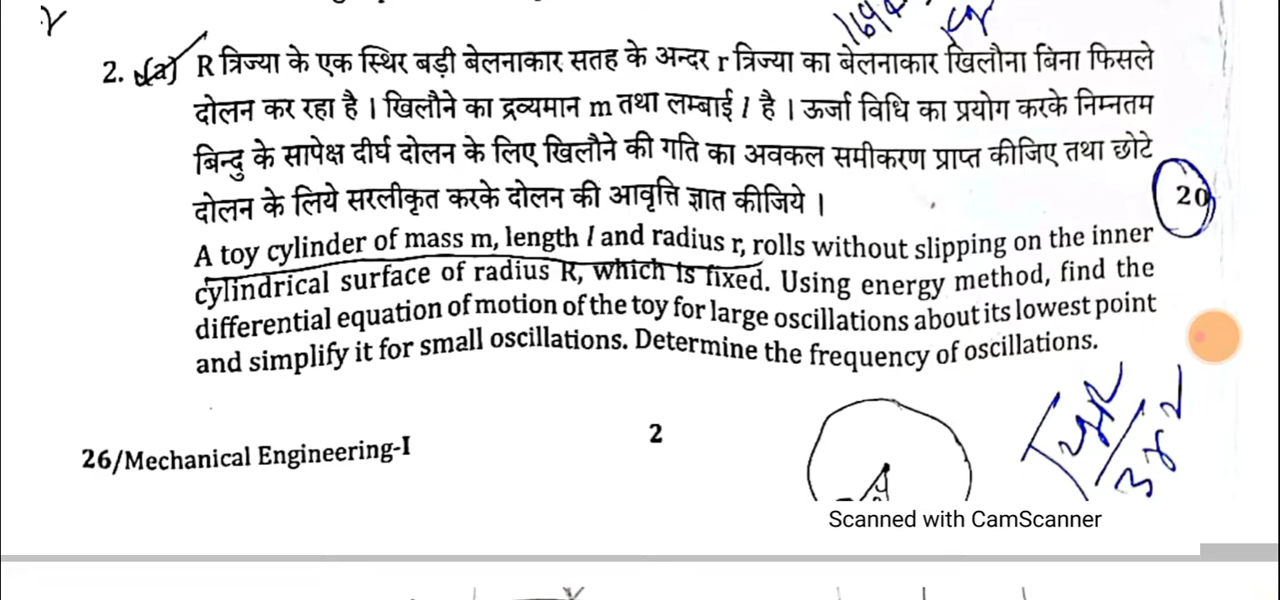 2. (a) R त्रिज्या के एक स्थिर बड़ी बेलनाकार सतह के अन्दर r त्रिज्या का बेलनाकार खिलौना बिना फिसले
दोलन कर रहा है । खिलौने का द्रव्यमान m तथा लम्बाई l है । ऊर्जा विधि का प्रयोग करके निम्नतम
बिन्दु के सापेक्ष दीर्घ दोलन के लिए खिलौने की गति का अवकल समीकरण प्राप्त कीजिए तथा छोटे
दोलन के लिये सरलीकृत करके दोलन की आवृत्ति ज्ञात कीजिये ।
20
A toy cylinder of mass m, length l and radius r, rolls without slipping on the inner
cylindrical surface of radius R, which is fixed. Using energy method, find the
differential equation of motion of the toy for large oscillations about its lowest point
and simplify it for small oscillations. Determine the frequency of oscillations.
26/Mechanical Engineering-I
2
Scanned with CamScanner